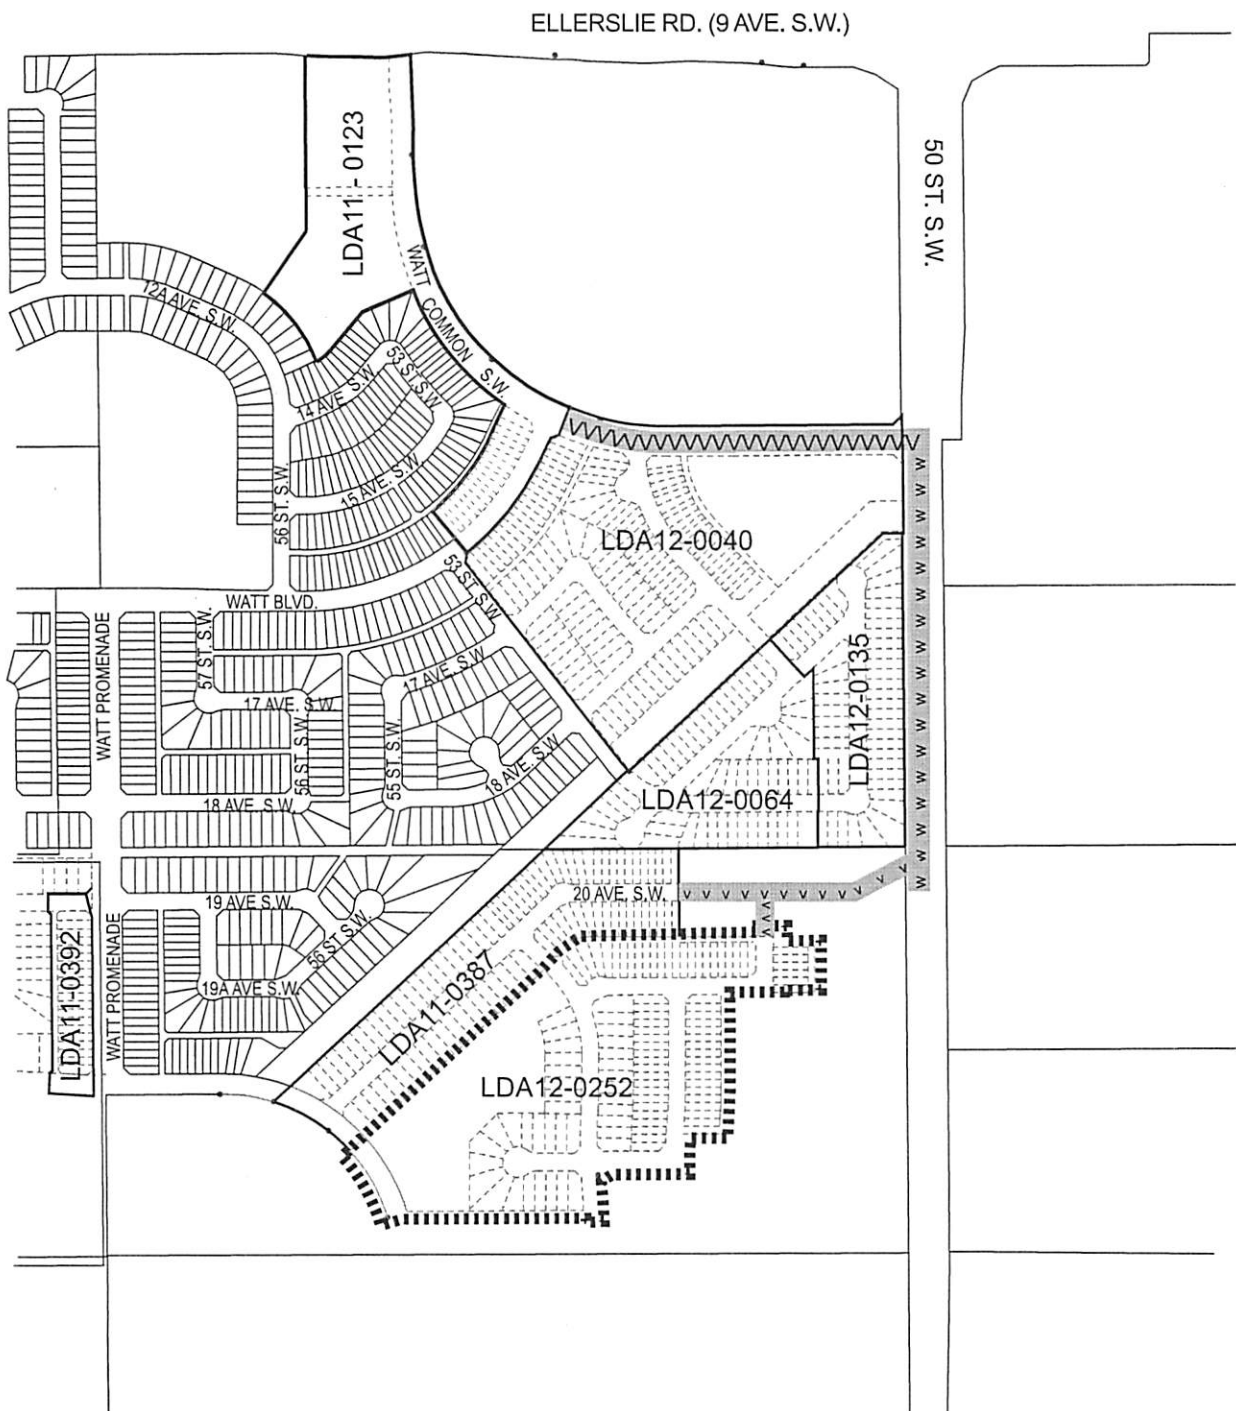 ELLERSLIE RD. (9 AVE. S.W.)
50 ST. S.W.
LDA11 - 0123
WATT COMMON S.W.
12A AVE. S.W.
53 ST. S.W.
14 AVE. S.W.
15 AVE. S.W.
56 ST. S.W.
LDA12-0040
53 ST. S.W.
WATT BLVD.
WATT PROMENADE
57 ST. S.W.
17 AVE. S.W.
17 AVE. S.W.
LDA12-0135
56 ST. S.W.
55 ST. S.W.
18 AVE. S.W.
18 AVE. S.W.
LDA12-0064
20 AVE. S.W.
19 AVE S.W.
56 ST S.W.
WATT PROMENADE
LDA11-0392
19A AVE S.W.
LDA11-0387
LDA12-0252